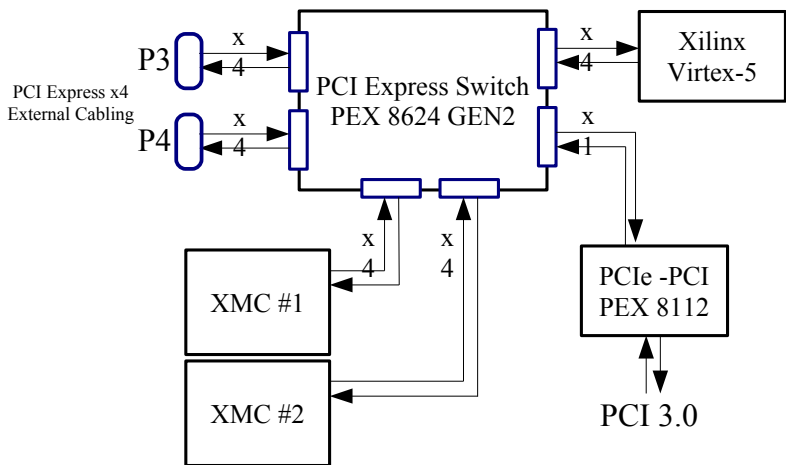 P3
x
4
PCI Express x4
External Cabling
P4
x
4
PCI Express Switch
PEX 8624 GEN2
x
4
Xilinx
Virtex-5
x
1
x
4
x
4
XMC #1
XMC #2
PCIe -PCI
PEX 8112
PCI 3.0